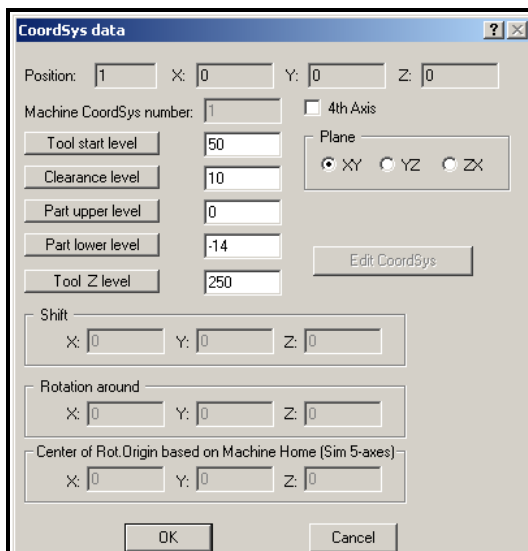 CoordSys data
Position: 1 X: 0 Y: 0 Z: 0
Machine CoordSys number: 1 4th Axis
Tool start level 50 Plane
Clearance level 10 XY YZ ZX
Part upper level 0
Part lower level -14 Edit CoordSys
Tool Z level 250
Shift
X: 0 Y: 0 Z: 0
Rotation around
X: 0 Y: 0 Z: 0
Center of Rot.Origin based on Machine Home (Sim 5-axes)
X: 0 Y: 0 Z: 0
OK Cancel